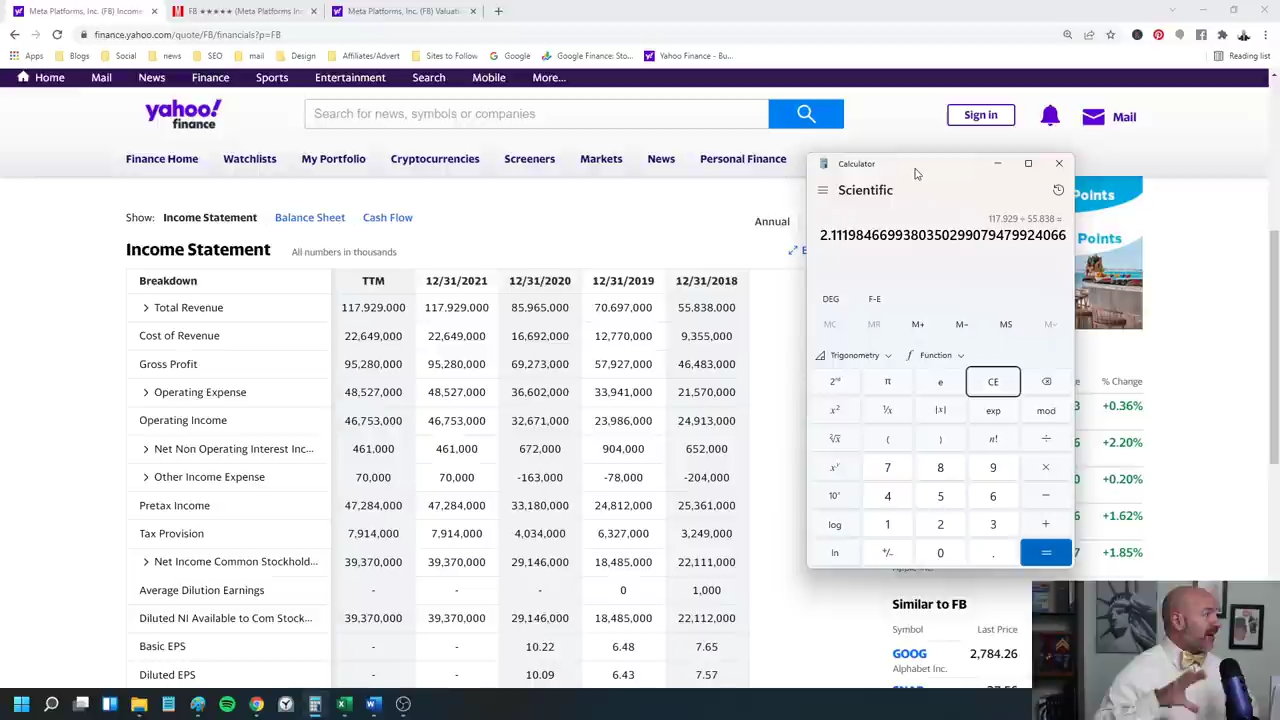 Meta Platforms, Inc. (FB) Income
FB ★★★★★ (Meta Platforms In
Meta Platforms, Inc. (FB) Valuat
finance.yahoo.com/quote/FB/financials?p=FB
Apps Blogs Social news SEO mail Design Affiliates/Advert Sites to Follow Google Google Finance: Sto... Yahoo Finance - Bu... Reading list
Home Mail News Finance Sports Entertainment Search Mobile More...
yahoo!
finance
Search for news, symbols or companies
Sign in
Mail
Finance Home Watchlists My Portfolio Cryptocurrencies Screeners Markets News Personal Finance
Show: Income Statement Balance Sheet Cash Flow
Annual
Income Statement All numbers in thousands
Breakdown TTM 12/31/2021 12/31/2020 12/31/2019 12/31/2018
Total Revenue 117,929,000 117,929,000 85,965,000 70,697,000 55,838,000
Cost of Revenue 22,649,000 22,649,000 16,692,000 12,770,000 9,355,000
Gross Profit 95,280,000 95,280,000 69,273,000 57,927,000 46,483,000
Operating Expense 48,527,000 48,527,000 36,602,000 33,941,000 21,570,000
Operating Income 46,753,000 46,753,000 32,671,000 23,986,000 24,913,000
Net Non Operating Interest Inc... 461,000 461,000 672,000 904,000 652,000
Other Income Expense 70,000 70,000 -163,000 -78,000 -204,000
Pretax Income 47,284,000 47,284,000 33,180,000 24,812,000 25,361,000
Tax Provision 7,914,000 7,914,000 4,034,000 6,327,000 3,249,000
Net Income Common Stockhold... 39,370,000 39,370,000 29,146,000 18,485,000 22,111,000
Average Dilution Earnings - - - 0 1,000
Diluted NI Available to Com Stock... 39,370,000 39,370,000 29,146,000 18,485,000 22,112,000
Basic EPS - - 10.22 6.48 7.65
Diluted EPS - - 10.09 6.43 7.57
Calculator
Scientific
117.929 ÷ 55.838 =
2.1119846699380350299079479924066
DEG F-E
MC MR M+ M- MS M˅
Trigonometry Function
2ⁿᵈ π e CE
x² ¹/x |x| exp mod
²√x ( ) n! ÷
xʸ 7 8 9 ×
10ˣ 4 5 6 −
log 1 2 3 +
ln +/− 0 . =
Points
Points
% Change
3 +0.36%
6 +2.20%
0 +0.20%
6 +1.62%
7 +1.85%
Similar to FB
Symbol Last Price
GOOG 2,784.26
Alphabet Inc.